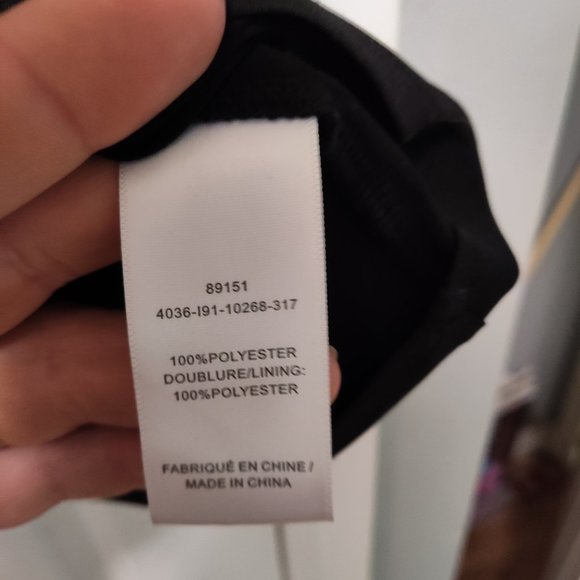 89151
4036-I91-10268-317
100%POLYESTER
DOUBLURE/LINING:
100%POLYESTER
FABRIQUÉ EN CHINE /
MADE IN CHINA